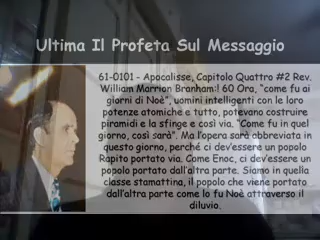 Ultima Il Profeta Sul Messaggio
61-0101 - Apocalisse, Capitolo Quattro #2 Rev.
William Marrion Branham:l 60 Ora, “come fu ai
giorni di Noè”, uomini intelligenti con le loro
potenze atomiche e tutto, potevano costruire
piramidi e la sfinge e così via. “Come fu in quel
giorno, così sarà”. Ma l’opera sarà abbreviata in
questo giorno, perché ci dev’essere un popolo
Rapito portato via. Come Enoc, ci dev’essere un
popolo portato dall’altra parte. Siamo in quella
classe stamattina, il popolo che viene portato
dall’altra parte come lo fu Noè attraverso il
diluvio.